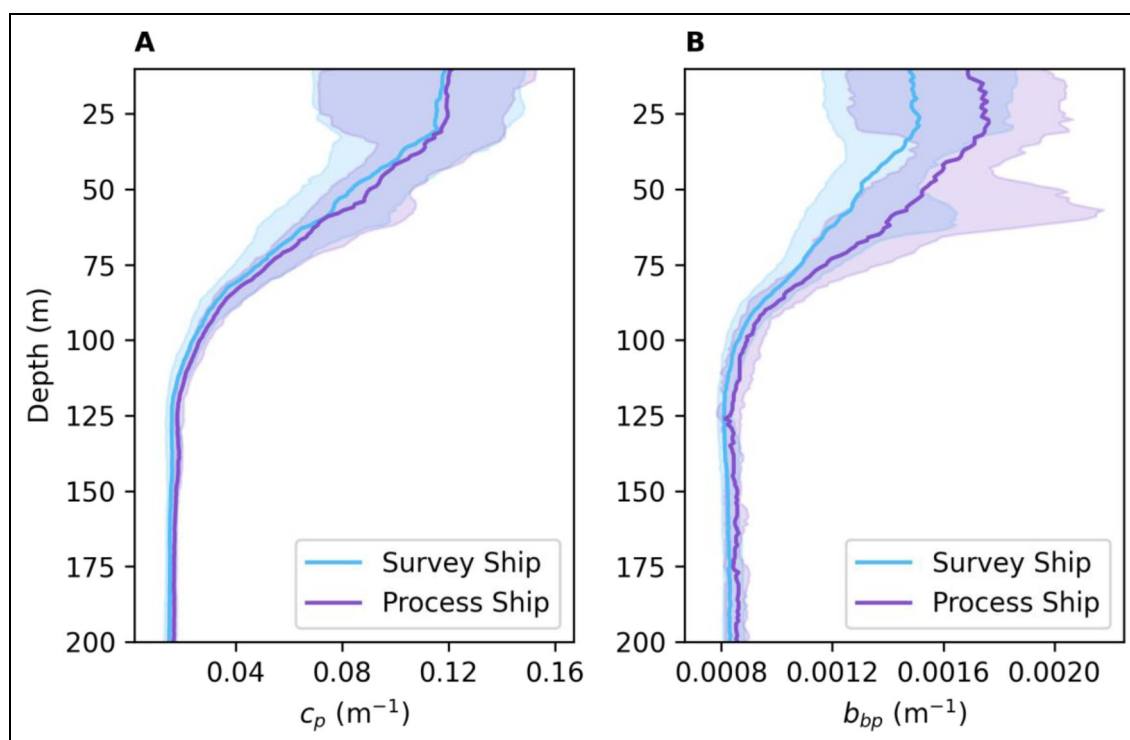 A
25
50
75
100
125
150
175
200
Depth (m)
0.04 0.08 0.12 0.16
c_p (m⁻¹)
Survey Ship
Process Ship
B
25
50
75
100
125
150
175
200
0.0008 0.0012 0.0016 0.0020
b_bp (m⁻¹)
Survey Ship
Process Ship